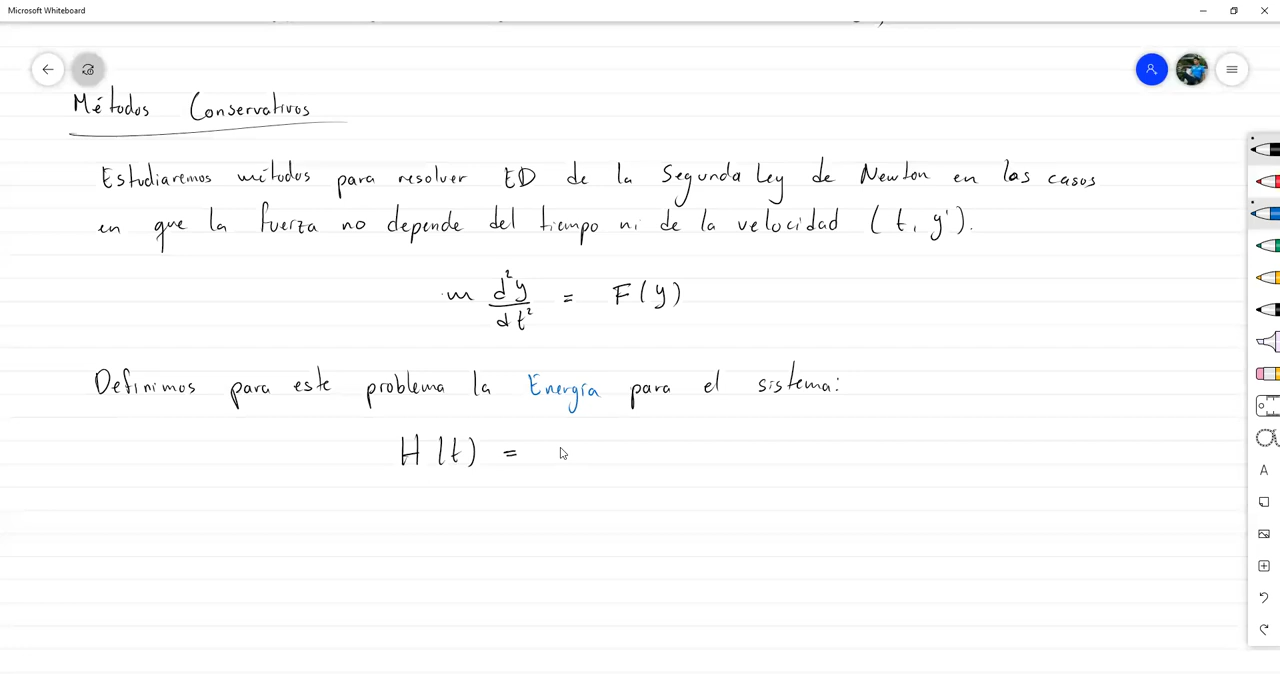 Microsoft Whiteboard
Métodos Conservativos
Estudiaremos métodos para resolver ED de la Segunda Ley de Newton en los casos
en que la fuerza no depende del tiempo ni de la velocidad (t, y').
m d²y/dt² = F(y)
Definimos para este problema la Energía para el sistema:
H(t) =
A